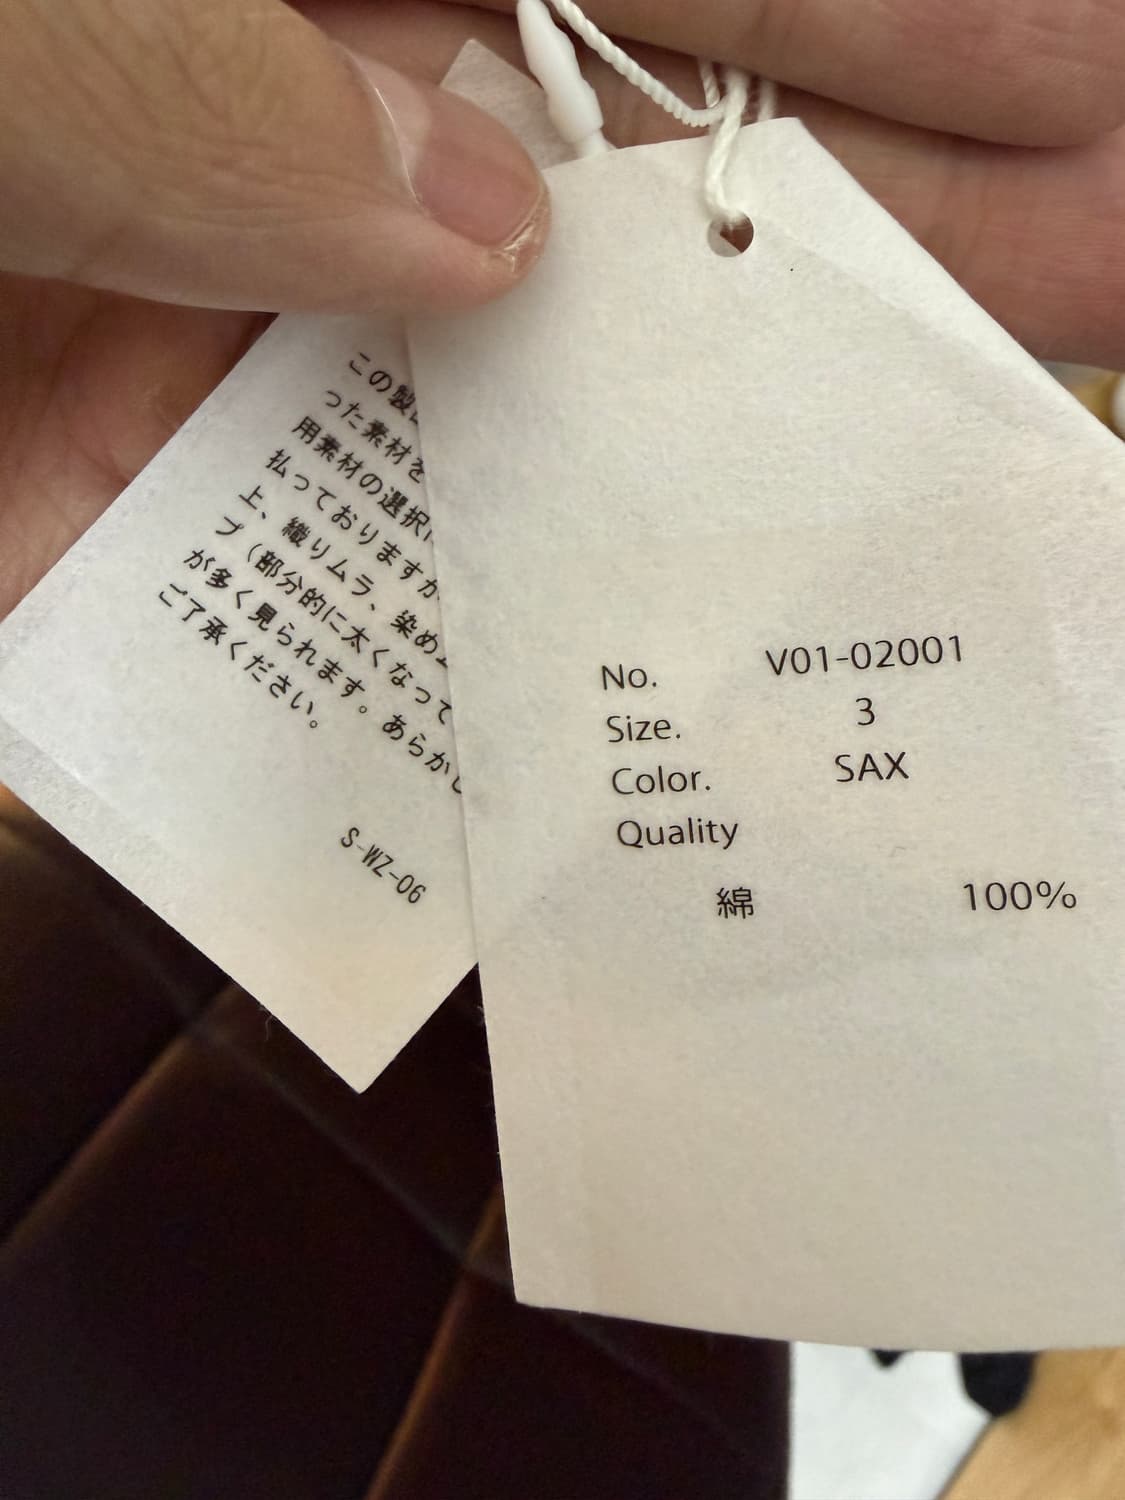 この製
った素材を
用素材の選択
払っておりますが
上、織りムラ、染め
プ（部分的に太くなって
が多く見られます。あらかじ
ご了承ください。
S-WZ-06
No. V01-02001
Size. 3
Color. SAX
Quality
綿 100%